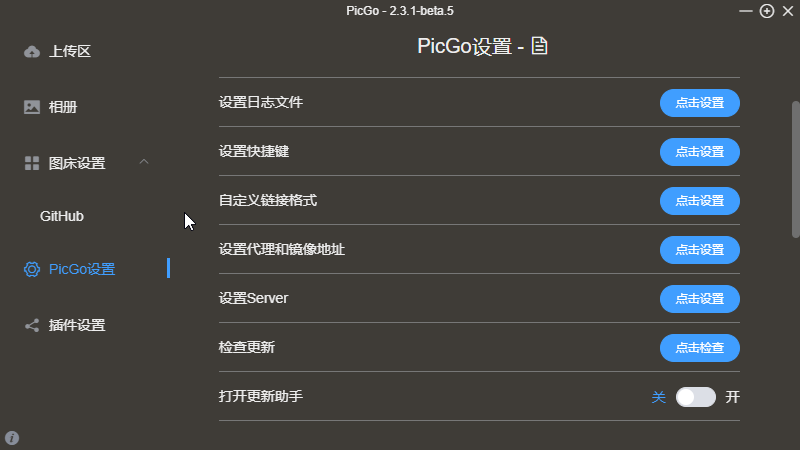 PicGo - 2.3.1-beta.5
上传区
相册
图床设置
GitHub
PicGo设置
插件设置
PicGo设置 -
设置日志文件 点击设置
设置快捷键 点击设置
自定义链接格式 点击设置
设置代理和镜像地址 点击设置
设置Server 点击设置
检查更新 点击检查
打开更新助手 关 开